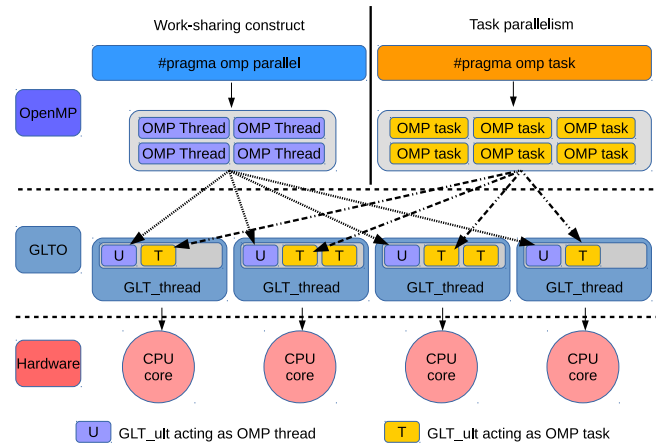 Work-sharing construct
Task parallelism
#pragma omp parallel
#pragma omp task
OpenMP
OMP Thread OMP Thread
OMP task OMP task OMP task
OMP Thread OMP Thread
OMP task OMP task OMP task
GLTO
U T
U T T
U T T
U T
GLT_thread
GLT_thread
GLT_thread
GLT_thread
Hardware
CPU
core
CPU
core
CPU
core
CPU
core
U GLT_ult acting as OMP thread
T GLT_ult acting as OMP task